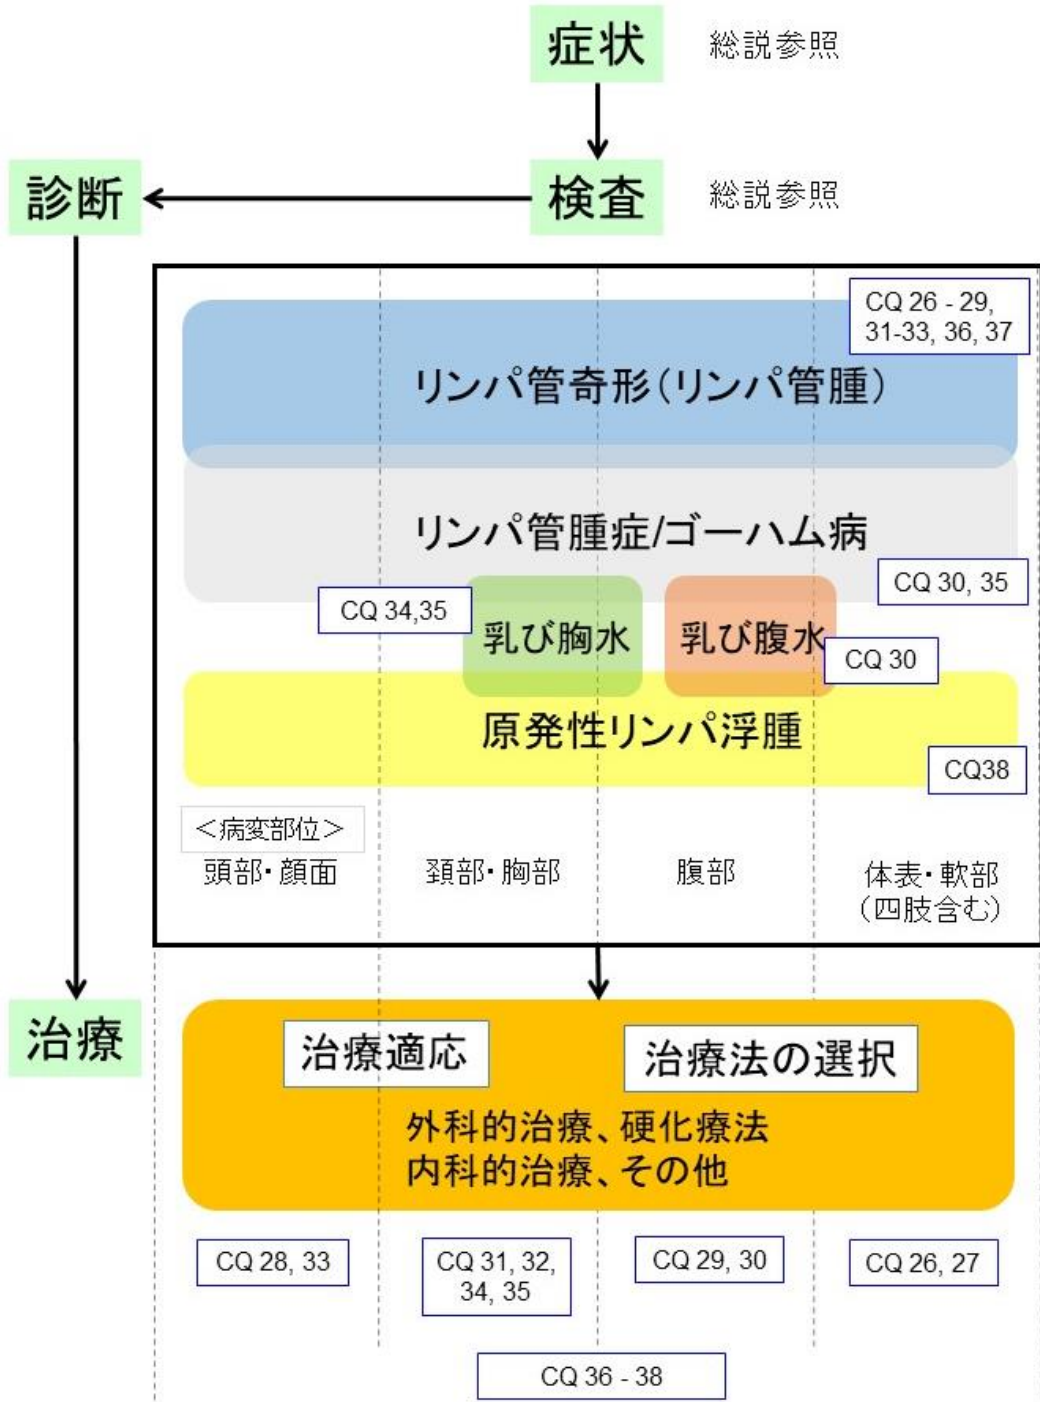 症状
総説参照
診断
検査
総説参照
CQ 26 - 29,
31-33, 36, 37
リンパ管奇形（リンパ管腫）
リンパ管腫症/ゴーハム病
CQ 30, 35
CQ 34,35
乳び胸水
乳び腹水
CQ 30
原発性リンパ浮腫
CQ38
＜病変部位＞
頭部・顔面
頚部・胸部
腹部
体表・軟部
（四肢含む）
治療
治療適応
治療法の選択
外科的治療、硬化療法
内科的治療、その他
CQ 28, 33
CQ 31, 32,
34, 35
CQ 29, 30
CQ 26, 27
CQ 36 - 38